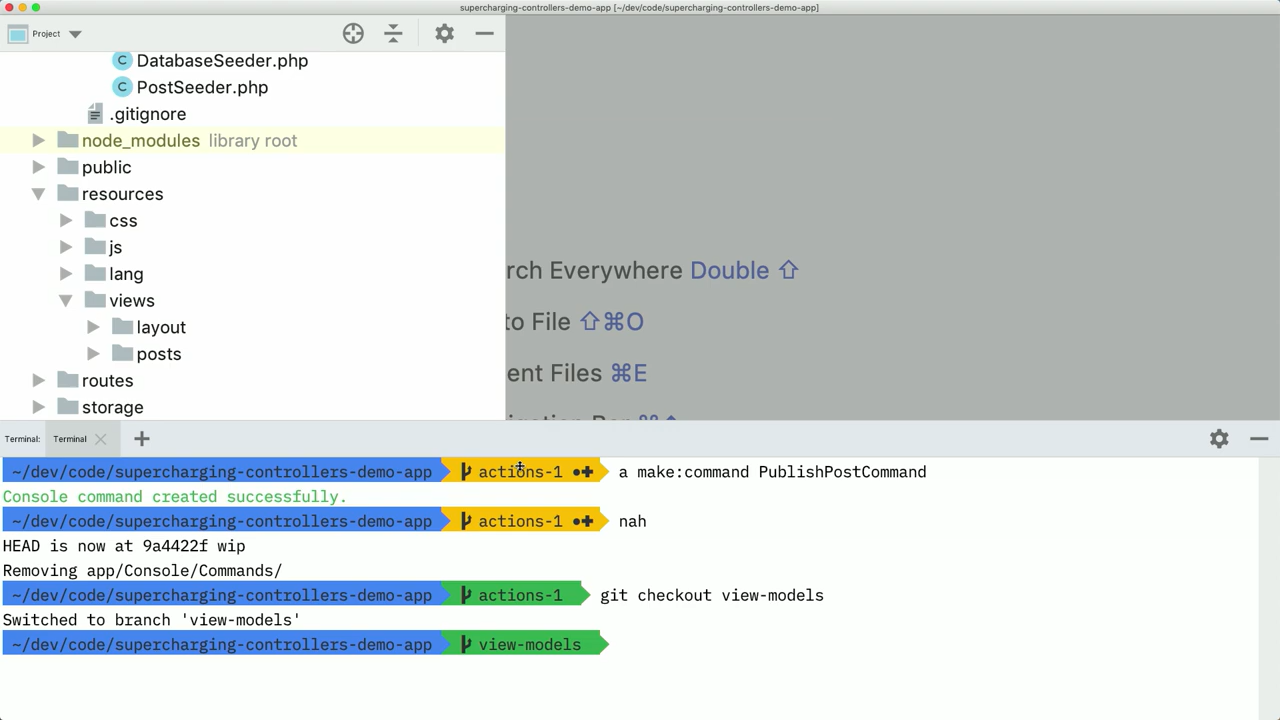 supercharging-controllers-demo-app [~/dev/code/supercharging-controllers-demo-app]
Project
DatabaseSeeder.php
PostSeeder.php
.gitignore
node_modules library root
public
resources
css
js
lang
views
layout
posts
routes
storage
rch Everywhere Double ⇧
to File ⇧⌘O
ent Files ⌘E
Terminal: Terminal
~/dev/code/supercharging-controllers-demo-app actions-1 ●✚ a make:command PublishPostCommand
Console command created successfully.
~/dev/code/supercharging-controllers-demo-app actions-1 ●✚ nah
HEAD is now at 9a4422f wip
Removing app/Console/Commands/
~/dev/code/supercharging-controllers-demo-app actions-1 git checkout view-models
Switched to branch 'view-models'
~/dev/code/supercharging-controllers-demo-app view-models